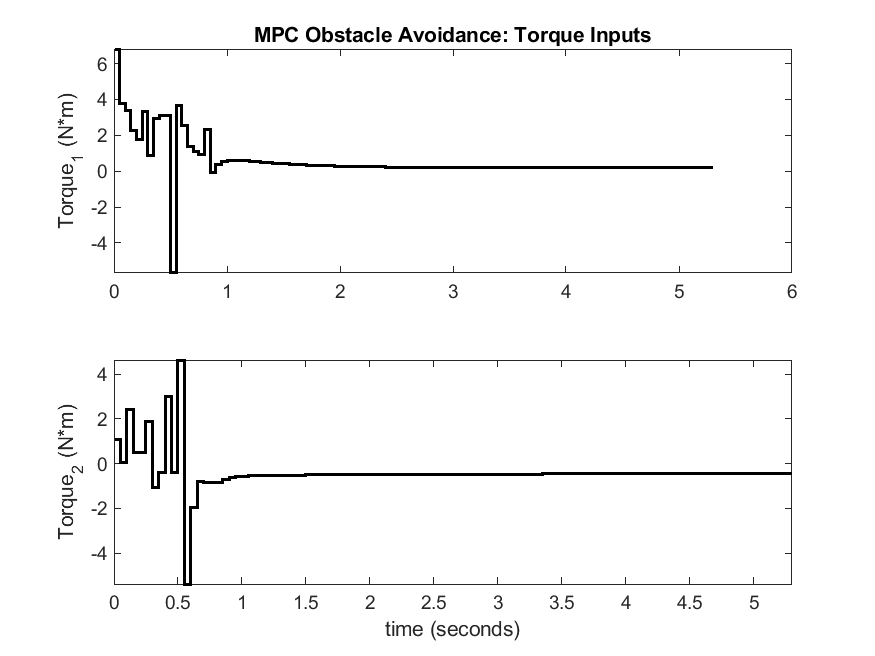 MPC Obstacle Avoidance: Torque Inputs
Torque1 (N*m)
6
4
2
0
-2
-4
0 1 2 3 4 5 6
Torque2 (N*m)
4
2
0
-2
-4
0 0.5 1 1.5 2 2.5 3 3.5 4 4.5 5
time (seconds)